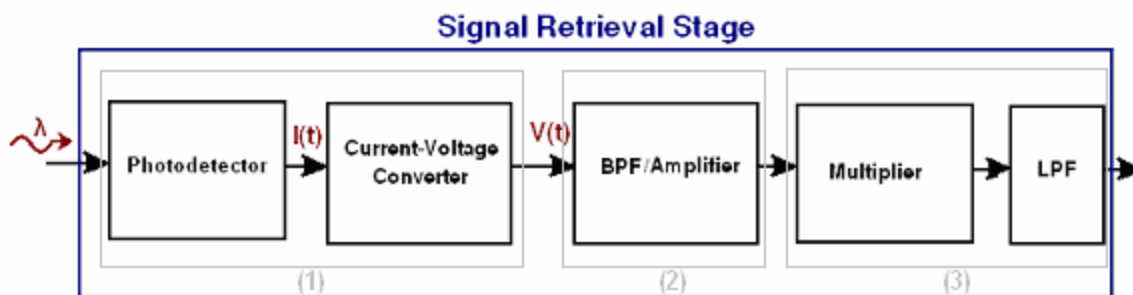 Signal Retrieval Stage
λ
Photodetector
I(t)
Current-Voltage
Converter
V(t)
BPF/Amplifier
Multiplier
LPF
(1)
(2)
(3)